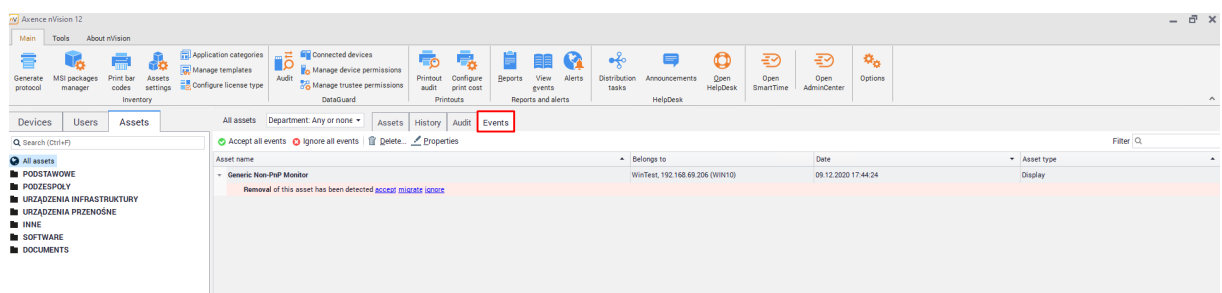 nV Axence nVision 12
Main Tools About nVision
Generate protocol
MSI packages manager
Print bar codes
Assets settings
Application categories
Manage templates
Configure license type
Inventory
Audit
Connected devices
Manage device permissions
Manage trustee permissions
DataGuard
Printout audit
Configure print cost
Printouts
Reports
View events
Alerts
Reports and alerts
Distribution tasks
Announcements
Open HelpDesk
HelpDesk
Open SmartTime
Open AdminCenter
Options
Devices Users Assets
All assets Department: Any or none Assets History Audit Events
Search (Ctrl+F)
Accept all events Ignore all events Delete... Properties Filter
All assets
PODSTAWOWE
PODZESPOŁY
URZĄDZENIA INFRASTRUKTURY
URZĄDZENIA PRZENOŚNE
INNE
SOFTWARE
DOCUMENTS
Asset name Belongs to Date Asset type
Generic Non-PnP Monitor WinTest, 192.168.69.206 (WIN10) 09.12.2020 17:44:24 Display
Removal of this asset has been detected accept migrate ignore